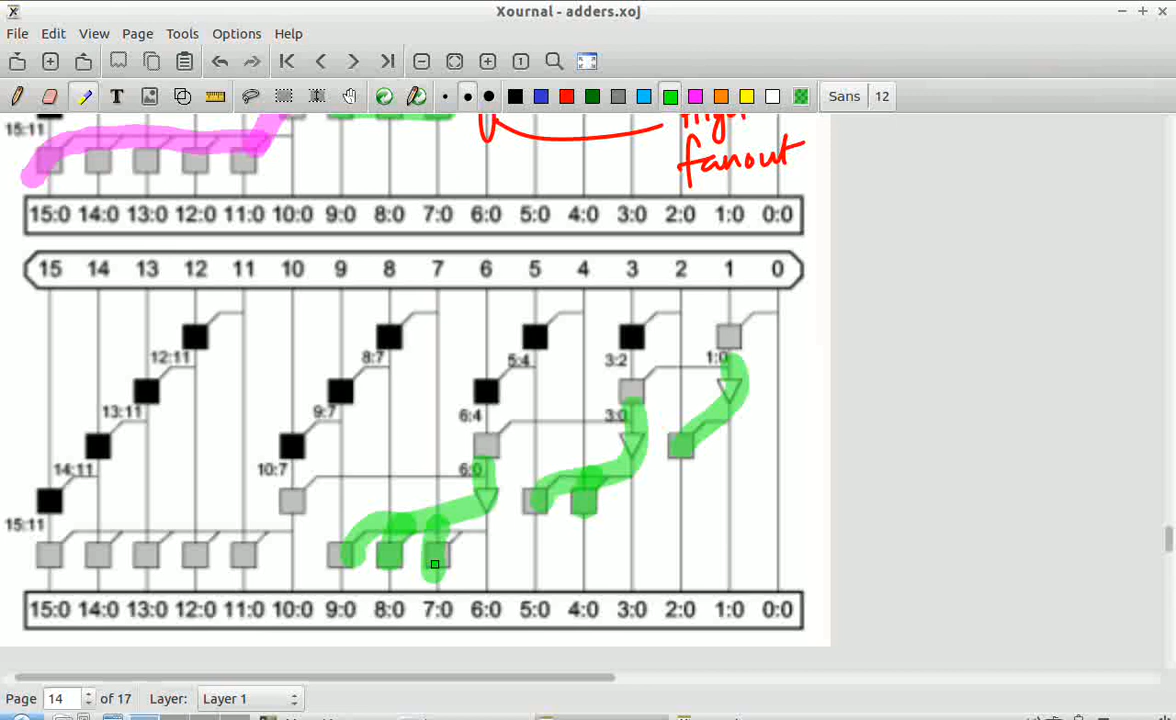 Xournal - adders.xoj
File Edit View Page Tools Options Help
Sans 12
15:11
fanout
15:0 14:0 13:0 12:0 11:0 10:0 9:0 8:0 7:0 6:0 5:0 4:0 3:0 2:0 1:0 0:0
15 14 13 12 11 10 9 8 7 6 5 4 3 2 1 0
12:11 8:7 5:4 3:2 1:0
13:11 9:7 6:4 3:0
14:11 10:7 6:0
15:11
15:0 14:0 13:0 12:0 11:0 10:0 9:0 8:0 7:0 6:0 5:0 4:0 3:0 2:0 1:0 0:0
Page 14 of 17 Layer: Layer 1